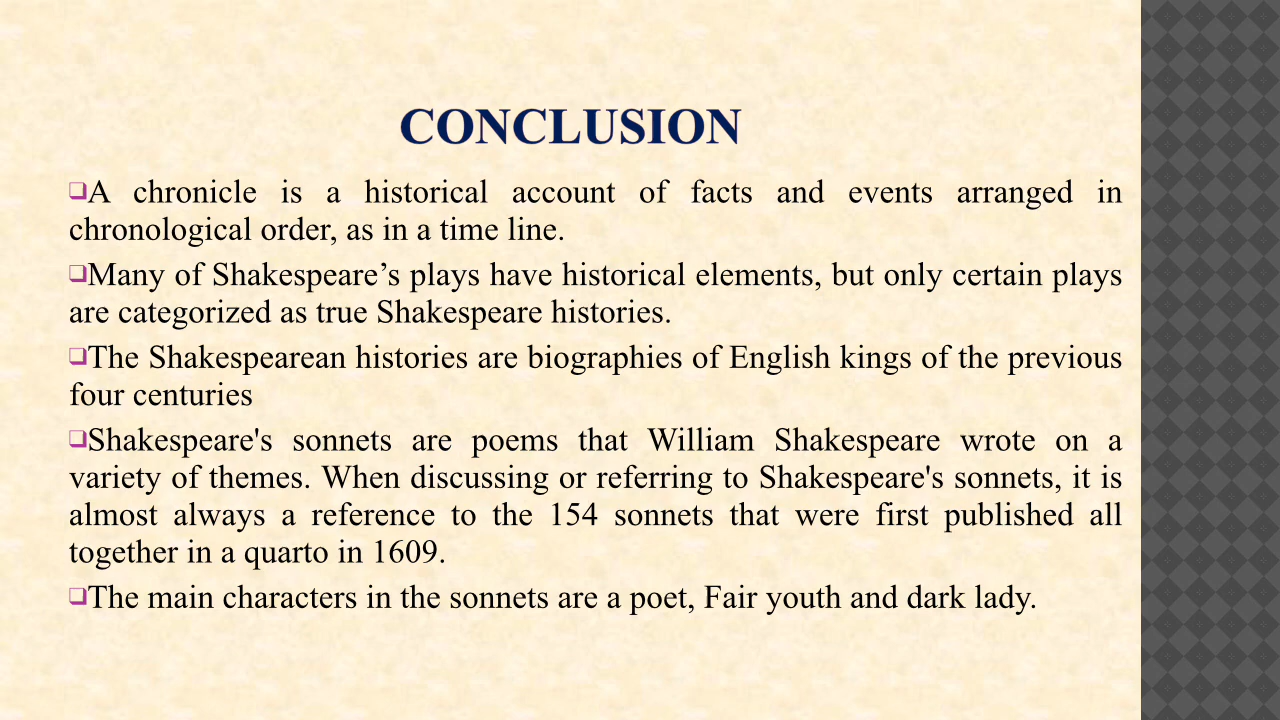 CONCLUSION
❑A chronicle is a historical account of facts and events arranged in
chronological order, as in a time line.
❑Many of Shakespeare’s plays have historical elements, but only certain plays
are categorized as true Shakespeare histories.
❑The Shakespearean histories are biographies of English kings of the previous
four centuries
❑Shakespeare's sonnets are poems that William Shakespeare wrote on a
variety of themes. When discussing or referring to Shakespeare's sonnets, it is
almost always a reference to the 154 sonnets that were first published all
together in a quarto in 1609.
❑The main characters in the sonnets are a poet, Fair youth and dark lady.